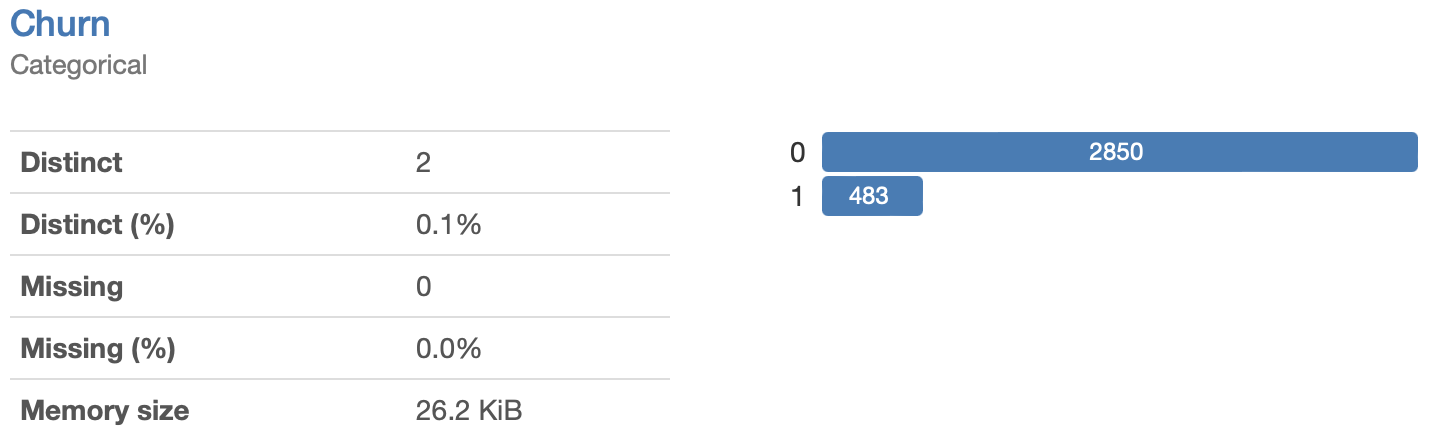 Churn
Categorical
Distinct 2
Distinct (%) 0.1%
Missing 0
Missing (%) 0.0%
Memory size 26.2 KiB
0 2850
1 483